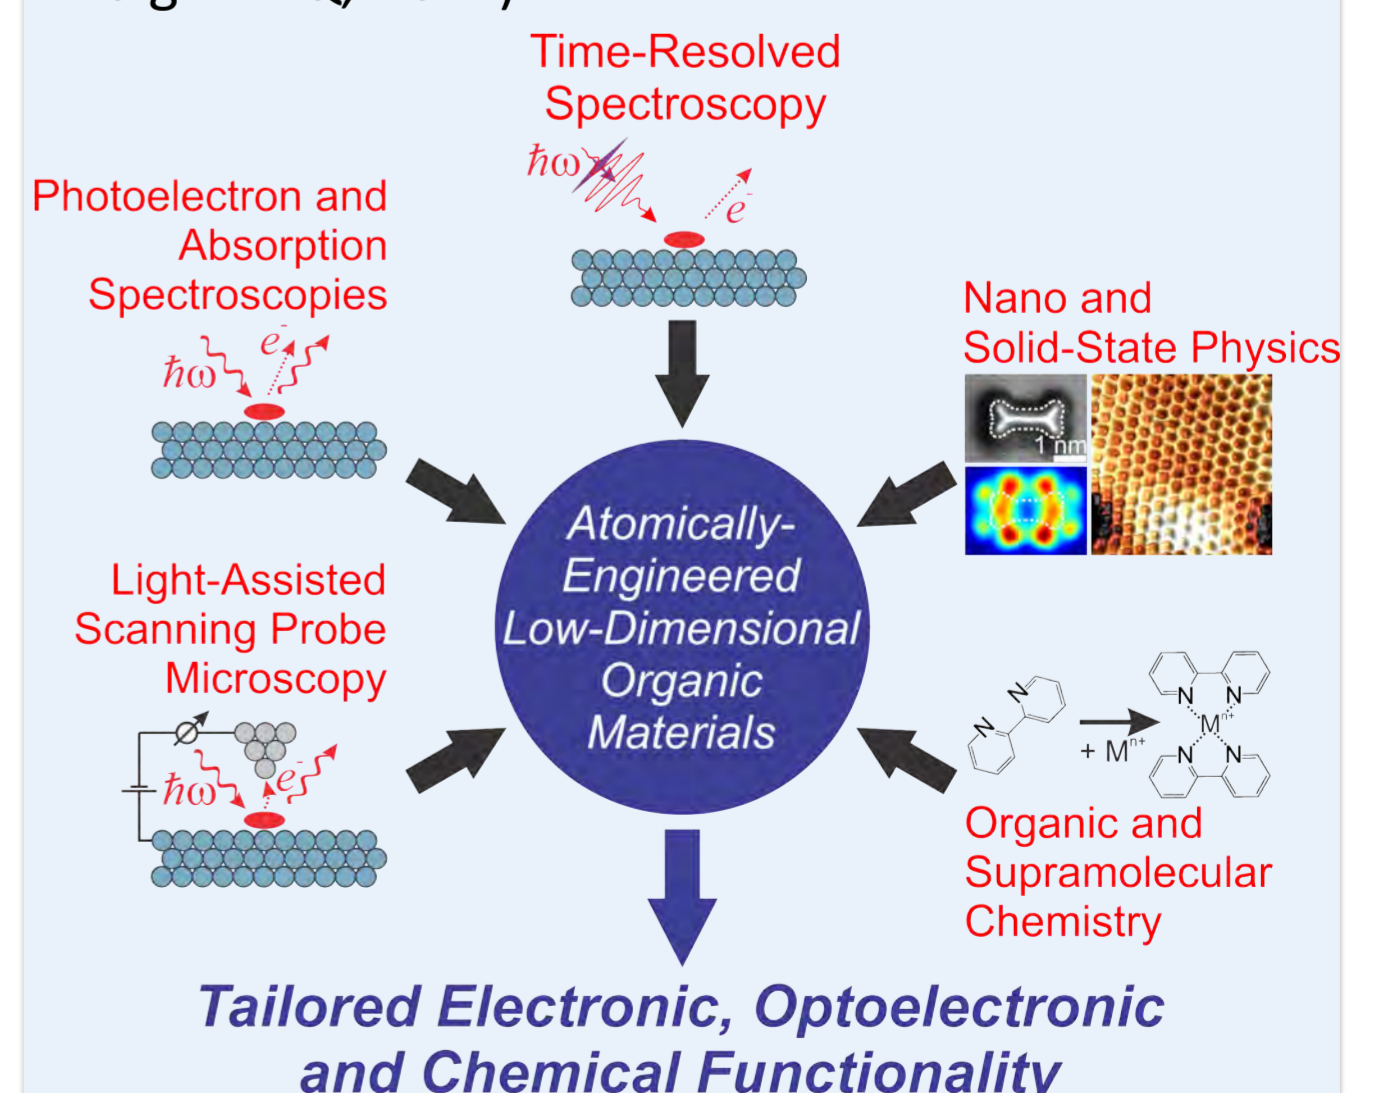 Time-Resolved
Spectroscopy
ħω
e⁻
Photoelectron and
Absorption
Spectroscopies
ħω
e⁻
Nano and
Solid-State Physics
1 nm
Atomically-
Engineered
Low-Dimensional
Organic
Materials
Light-Assisted
Scanning Probe
Microscopy
ħω
e⁻
N
N
+ Mⁿ⁺
N N
Mⁿ⁺
N N
Organic and
Supramolecular
Chemistry
Tailored Electronic, Optoelectronic
and Chemical Functionality